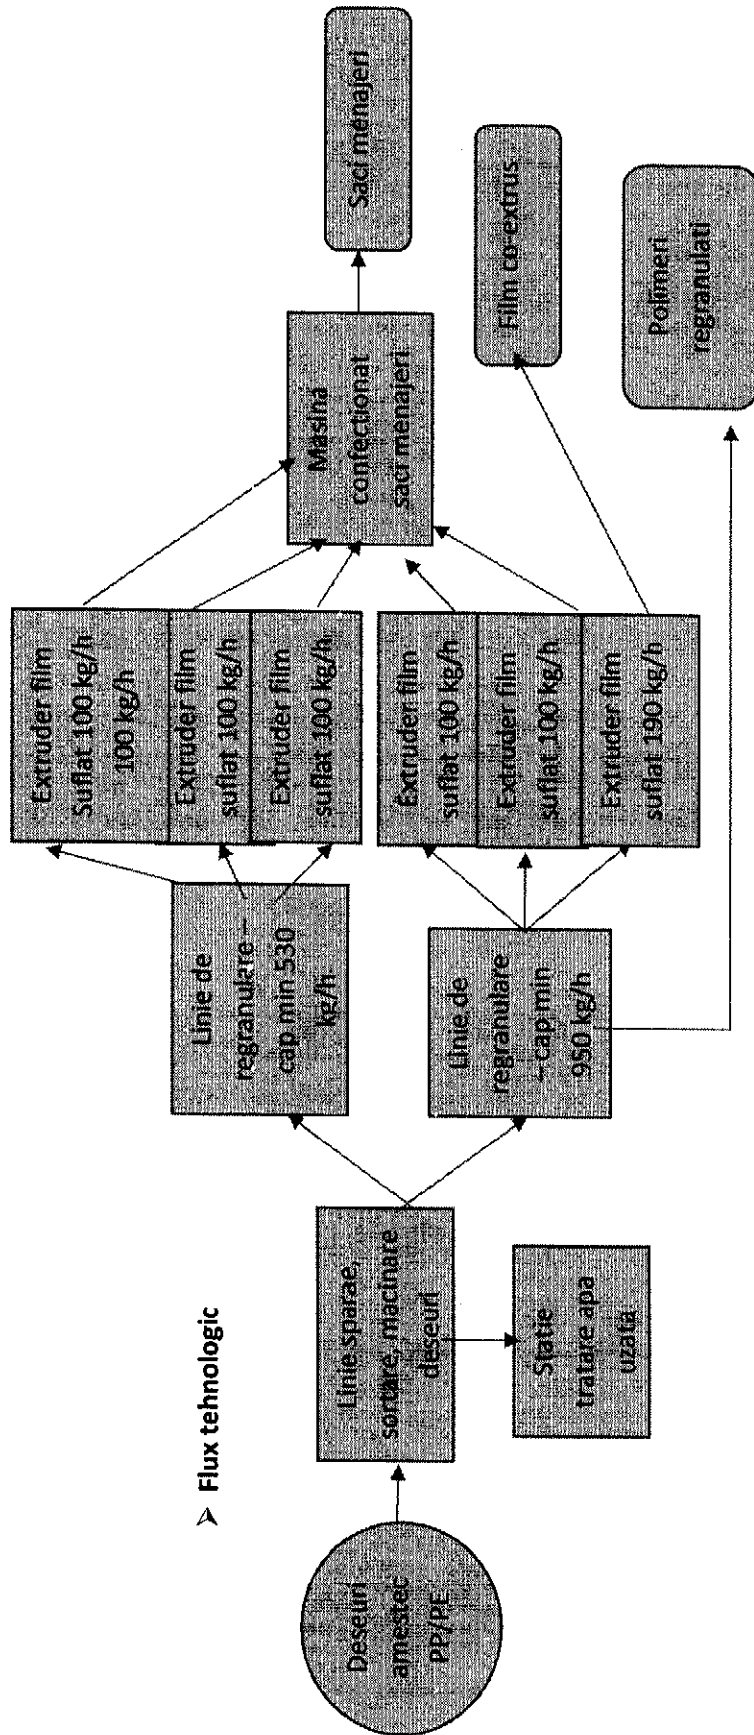 ➢ Flux tehnologic
Deseuri
amestec
PP/PE
Linie sparae,
sortare, macinare
deseuri
Statie
tratare apa
uzata
Linie de
regranulare –
cap min 530
kg/h
Linie de
regranulare
– cap min
950 kg/h
Extruder film
Suflat 100 kg/h
100 kg/h
Extruder film
suflat 100 kg/h
Extruder film
suflat 100 kg/h
Extruder film
suflat 100 kg/h
Extruder film
suflat 100 kg/h
Extruder film
suflat 190 kg/h
Masina
confectionat
saci menajeri
Saci menajeri
Film co-extrus
Polimeri
regranulati